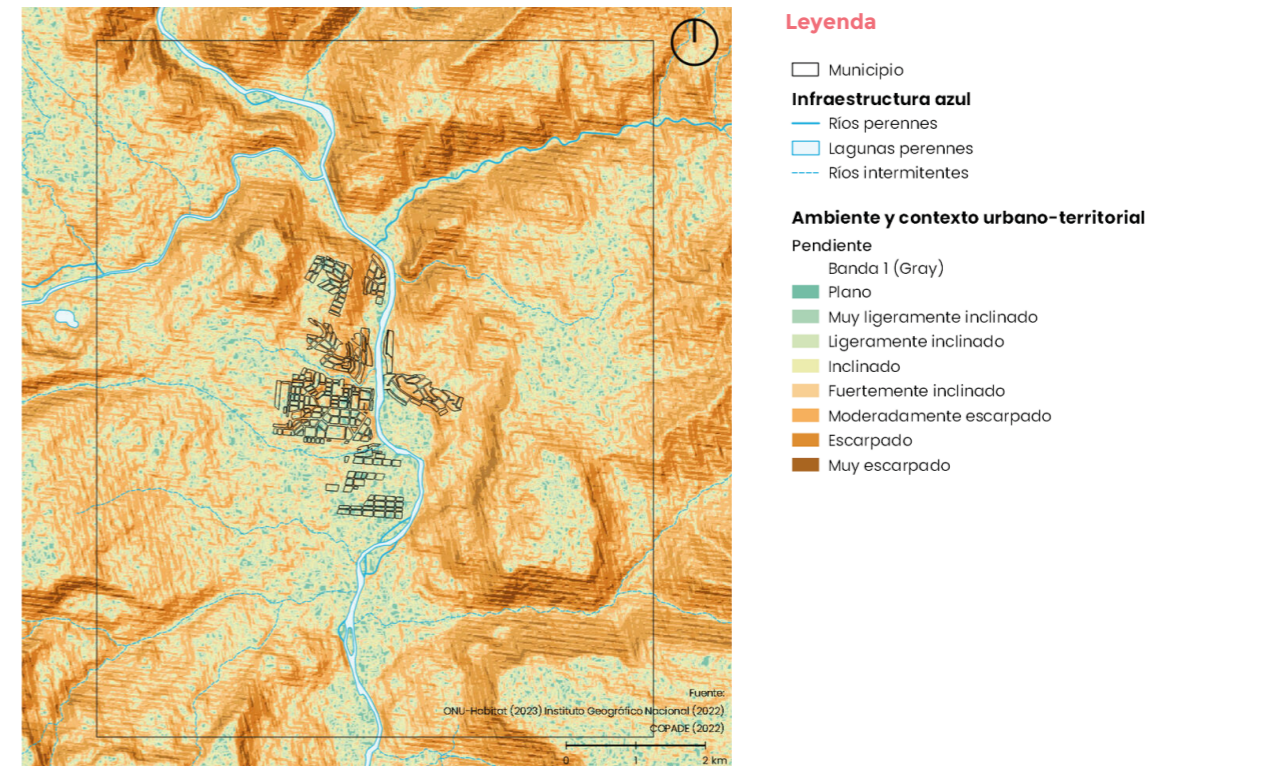 Leyenda
Municipio
Infraestructura azul
Ríos perennes
Lagunas perennes
Ríos intermitentes
Ambiente y contexto urbano-territorial
Pendiente
Banda 1 (Gray)
Plano
Muy ligeramente inclinado
Ligeramente inclinado
Inclinado
Fuertemente inclinado
Moderadamente escarpado
Escarpado
Muy escarpado
Fuente:
ONU-Habitat (2023) Instituto Geográfico Nacional (2022)
COPADE (2022)
0 1 2 km